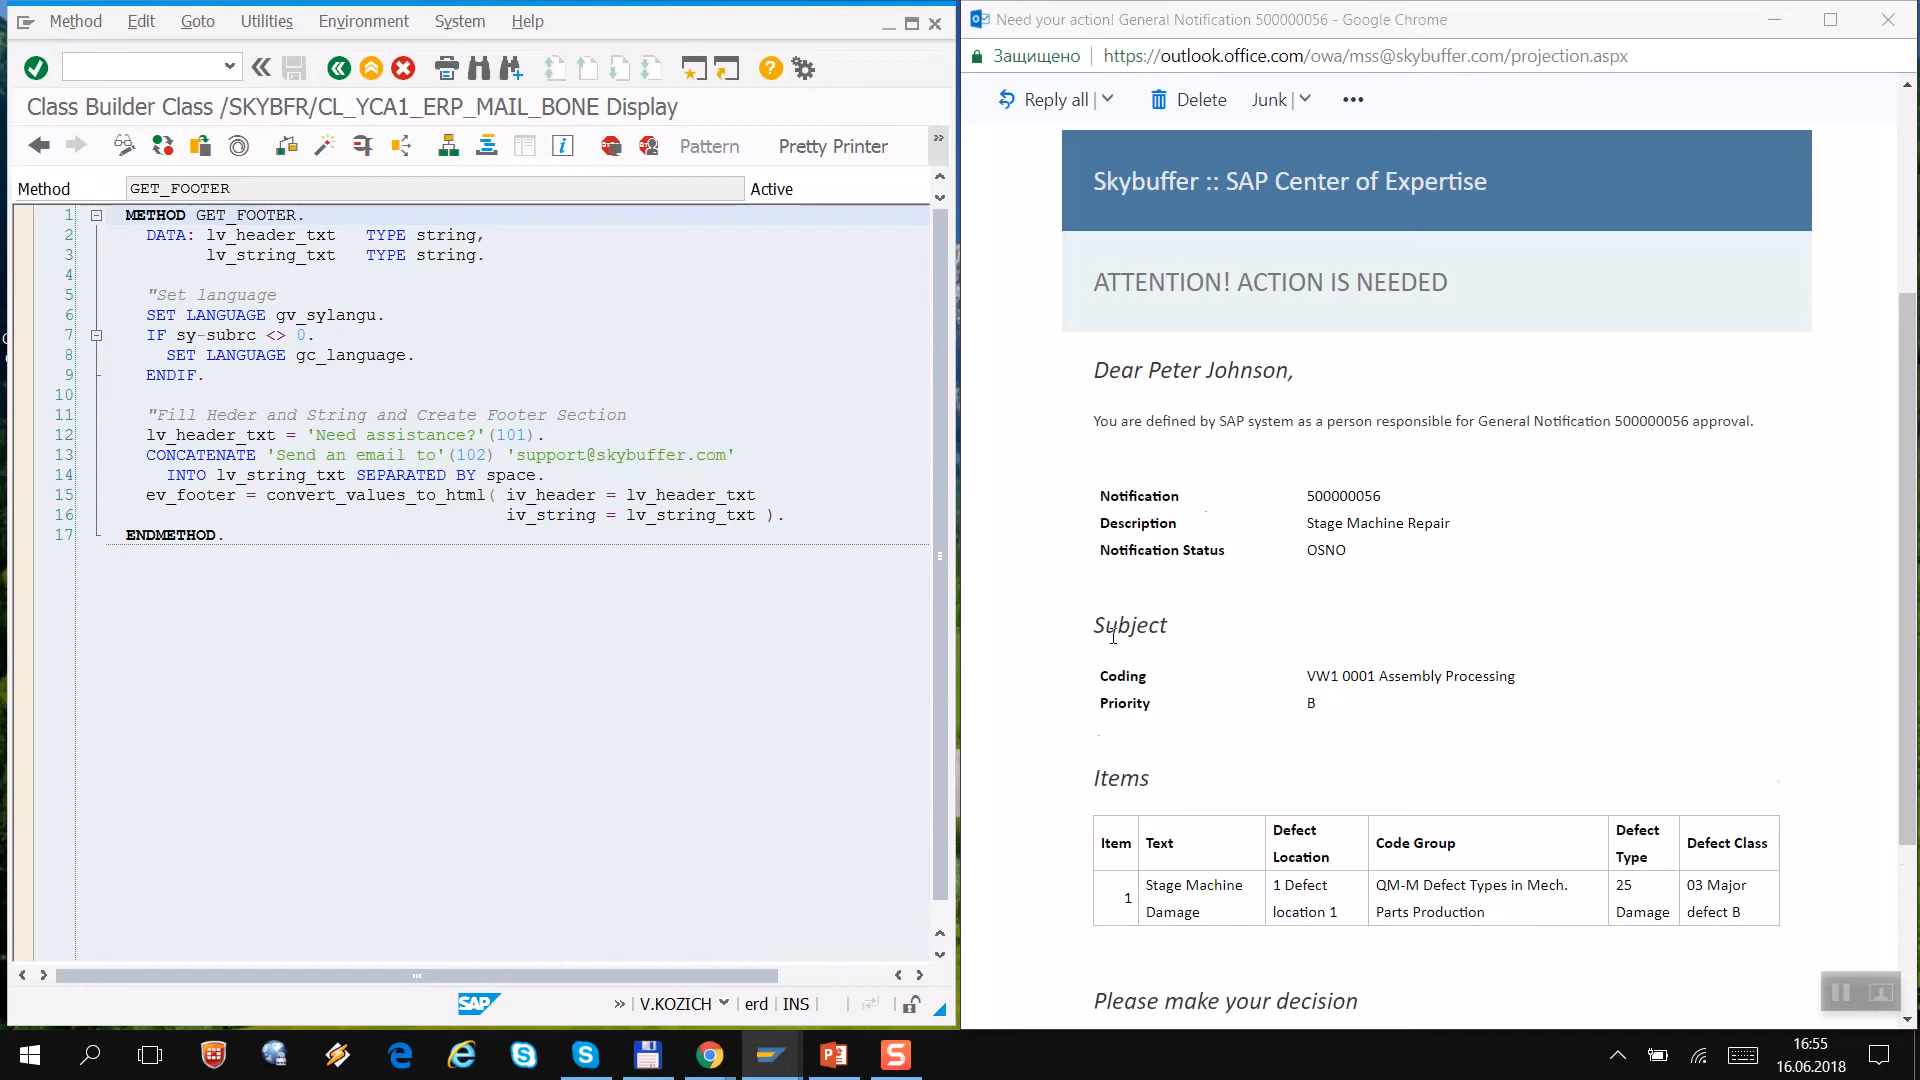 Method Edit Goto Utilities Environment System Help
Class Builder Class /SKYBFR/CL_YCA1_ERP_MAIL_BONE Display
Pattern Pretty Printer
Method GET_FOOTER Active
1 METHOD GET_FOOTER.
2 DATA: lv_header_txt TYPE string,
3 lv_string_txt TYPE string.
4
5 "Set language
6 SET LANGUAGE gv_sylangu.
7 IF sy-subrc <> 0.
8 SET LANGUAGE gc_language.
9 ENDIF.
10
11 "Fill Heder and String and Create Footer Section
12 lv_header_txt = 'Need assistance?'(101).
13 CONCATENATE 'Send an email to'(102) 'support@skybuffer.com'
14 INTO lv_string_txt SEPARATED BY space.
15 ev_footer = convert_values_to_html( iv_header = lv_header_txt
16 iv_string = lv_string_txt ).
17 ENDMETHOD.
SAP
V.KOZICH erd INS
Need your action! General Notification 500000056 - Google Chrome
Защищено https://outlook.office.com/owa/mss@skybuffer.com/projection.aspx
Reply all Delete Junk
Skybuffer :: SAP Center of Expertise
ATTENTION! ACTION IS NEEDED
Dear Peter Johnson,
You are defined by SAP system as a person responsible for General Notification 500000056 approval.
Notification 500000056
Description Stage Machine Repair
Notification Status OSNO
Subject
Coding VW1 0001 Assembly Processing
Priority B
Items
Item Text Defect Location Code Group Defect Type Defect Class
1 Stage Machine Damage 1 Defect location 1 QM-M Defect Types in Mech. Parts Production 25 Damage 03 Major defect B
Please make your decision
16:55
16.06.2018